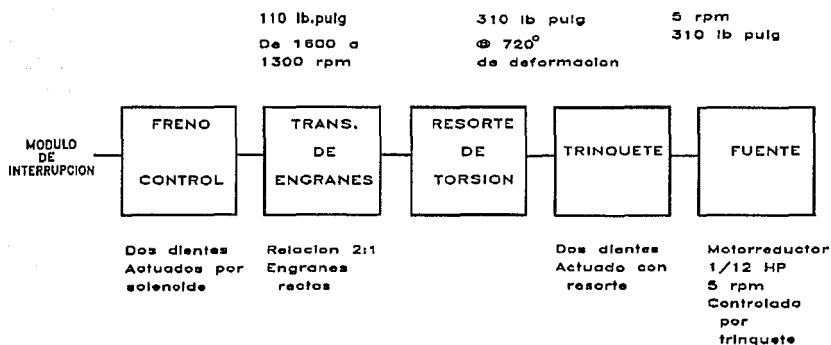 110 lb.pulg
De 1600 a
1300 rpm
310 lb pulg
@ 720°
de deformacion
5 rpm
310 lb pulg
MODULO
DE
INTERRUPCION
FRENO
CONTROL
TRANS.
DE
ENGRANES
RESORTE
DE
TORSION
TRINQUETE
FUENTE
Dos dientes
Actuados por
solenoide
Relacion 2:1
Engranes
rectos
Dos dientes
Actuado con
resorte
Motorreductor
1/12 HP
5 rpm
Controlado
por
trinquete